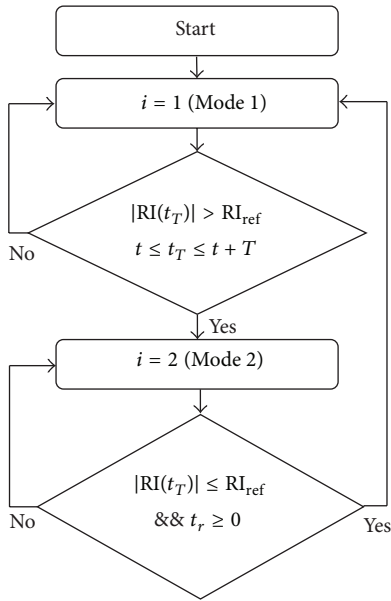 Start
i = 1 (Mode 1)
|RI(t_T)| > RI_ref
t ≤ t_T ≤ t + T
No
Yes
i = 2 (Mode 2)
|RI(t_T)| ≤ RI_ref
&& t_r ≥ 0
No
Yes